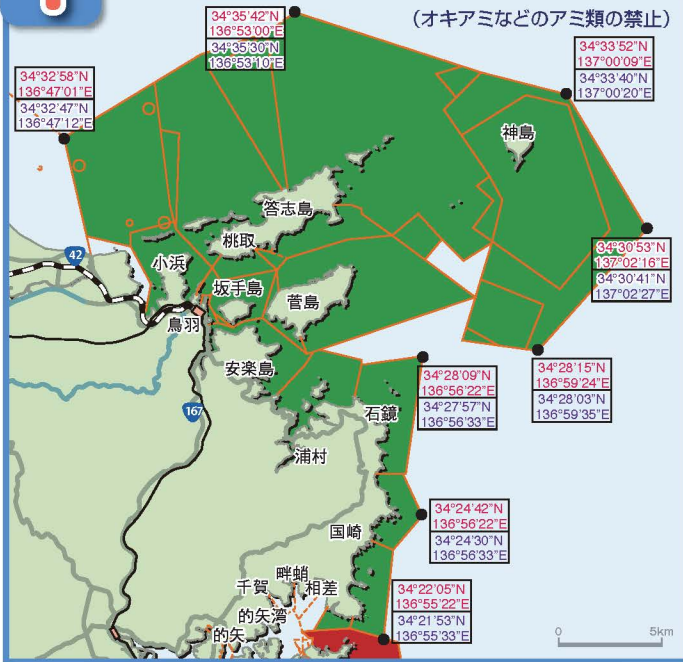 (オキアミなどのアミ類の禁止)
34°35'42"N
136°53'00"E
34°35'30"N
136°53'10"E
34°33'52"N
137°00'09"E
34°33'40"N
137°00'20"E
34°32'58"N
136°47'01"E
34°32'47"N
136°47'12"E
神島
答志島
桃取
小浜
42
坂手島
菅島
鳥羽
34°30'53"N
137°02'16"E
34°30'41"N
137°02'27"E
安楽島
34°28'09"N
136°56'22"E
34°27'57"N
136°56'33"E
34°28'15"N
136°59'24"E
34°28'03"N
136°59'35"E
167
石鏡
浦村
国崎
34°24'42"N
136°56'22"E
34°24'30"N
136°56'33"E
畔蛸
千賀
相差
的矢湾
的矢
34°22'05"N
136°55'22"E
34°21'53"N
136°55'33"E
0 5km